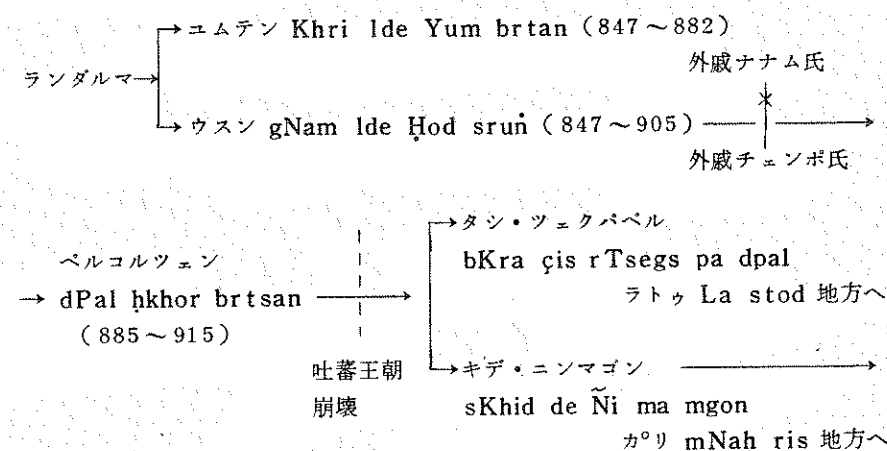 ユムテン Khri lde Yum brtan (847～882)
外戚ナナム氏
ランダルマ
ウスン gNam lde Ḥod sruṅ (847～905)
外戚チェンポ氏
タシ・ツェクパペル
ペルコルツェン
bKra çis rTsegs pa dpal
dPal ḥkhor brtsan
ラトゥ La stod 地方へ
(885～915)
吐蕃王朝
キデ・ニンマゴン
崩壊
sKhid de Ñi ma mgon
カ°リ mNah ris 地方へ